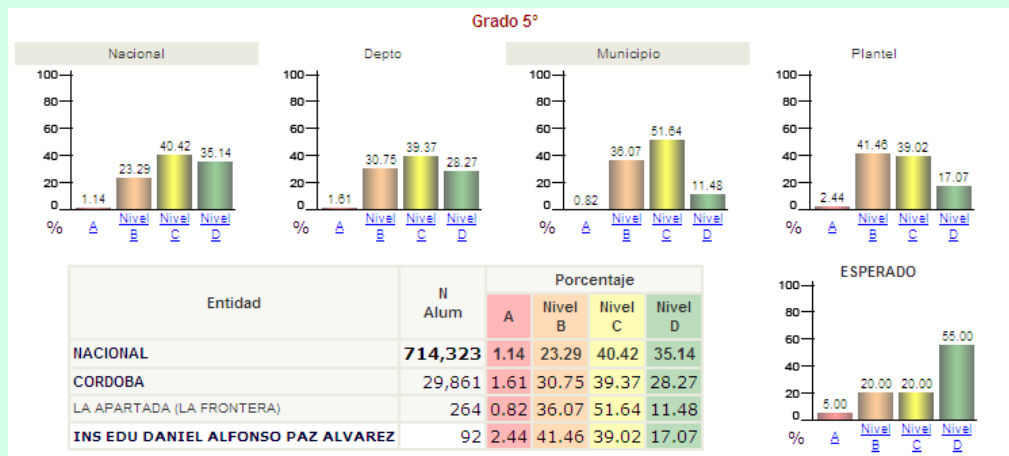 Grado 5°
Nacional Depto Municipio Plantel
100 100 100 100
80 80 80 80
60 60 60 60
40 40 40 40
20 20 20 20
0 0 0 0
1.14 23.29 40.42 35.14
1.61 30.75 39.37 28.27
0.82 36.07 51.64 11.48
2.44 41.46 39.02 17.07
% A Nivel B Nivel C Nivel D
% A Nivel B Nivel C Nivel D
% A Nivel B Nivel C Nivel D
% A Nivel B Nivel C Nivel D
Entidad N Alum Porcentaje
A Nivel B Nivel C Nivel D
NACIONAL 714,323 1.14 23.29 40.42 35.14
CORDOBA 29,861 1.61 30.75 39.37 28.27
LA APARTADA (LA FRONTERA) 264 0.82 36.07 51.64 11.48
INS EDU DANIEL ALFONSO PAZ ALVAREZ 92 2.44 41.46 39.02 17.07
ESPERADO
100
80
60
40
20
0
5.00 20.00 20.00 55.00
% A Nivel B Nivel C Nivel D